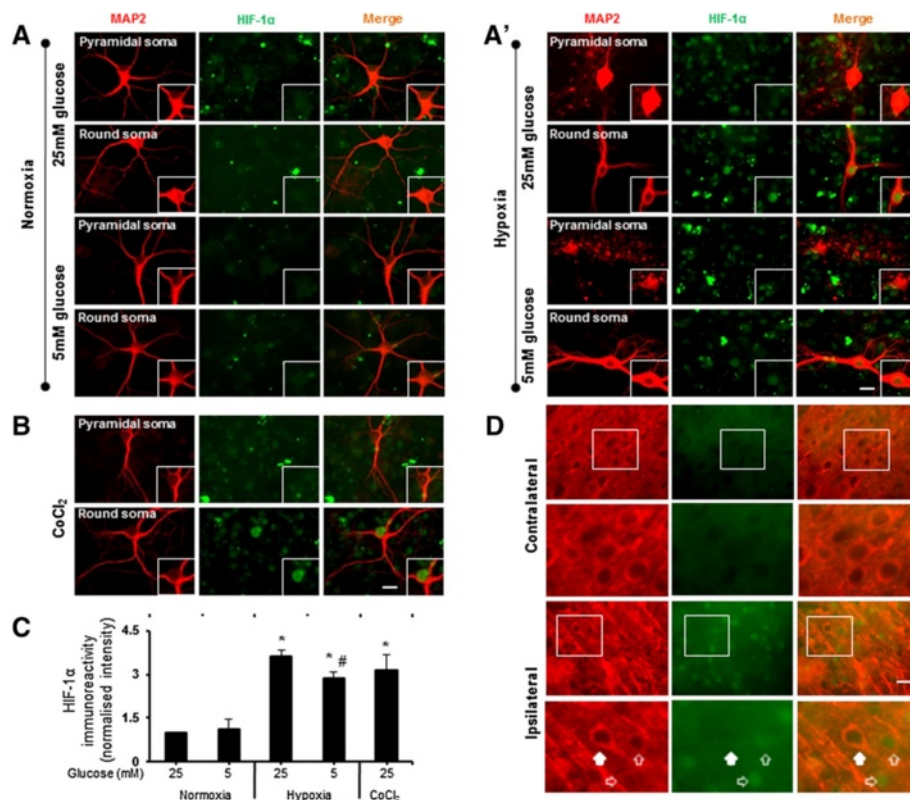 MAP2 HIF-1α Merge
A
Normoxia
25mM glucose
Pyramidal soma
Round soma
5mM glucose
Pyramidal soma
Round soma
MAP2 HIF-1α Merge
A'
Hypoxia
25mM glucose
Pyramidal soma
Round soma
5mM glucose
Pyramidal soma
Round soma
B
CoCl₂
Pyramidal soma
Round soma
C
HIF-1α
immunoreactivity
(normalised intensity)
4.5
3
1.5
0
* * # *
Glucose (mM) 25 5 25 5 25
Normoxia Hypoxia CoCl₂
D
Contralateral
Ipsilateral